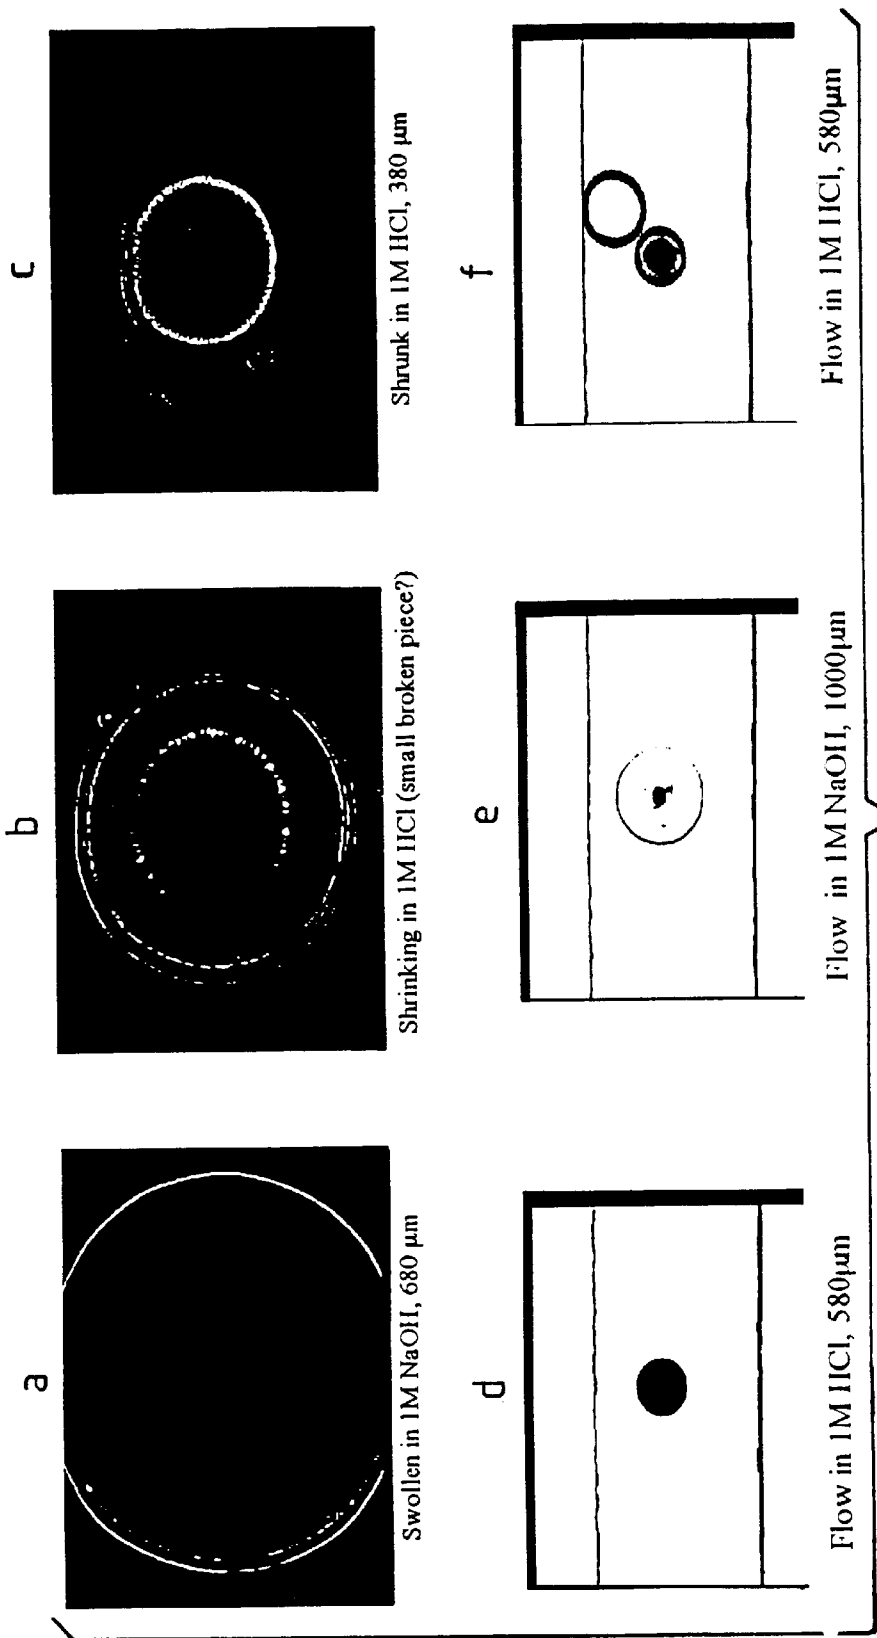 a
Swollen in 1M NaOH, 680 µm
b
Shrinking in 1M HCl (small broken piece?)
c
Shrunk in 1M HCl, 380 µm
d
Flow in 1M HCl, 580µm
e
Flow in 1M NaOH, 1000µm
f
Flow in 1M HCl, 580µm